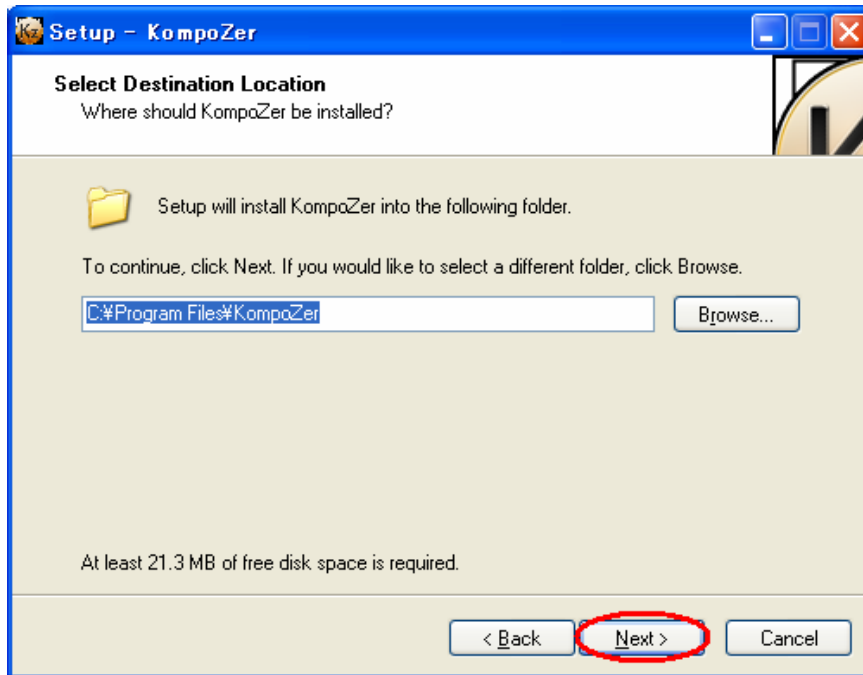 Setup - KompoZer
Select Destination Location
Where should KompoZer be installed?
Setup will install KompoZer into the following folder.
To continue, click Next. If you would like to select a different folder, click Browse.
C:¥Program Files¥KompoZer
Browse...
At least 21.3 MB of free disk space is required.
< Back
Next >
Cancel